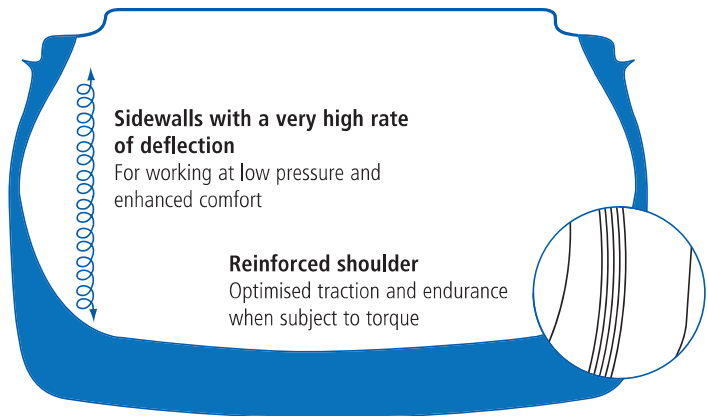 Sidewalls with a very high rate
of deflection
For working at low pressure and
enhanced comfort
Reinforced shoulder
Optimised traction and endurance
when subject to torque